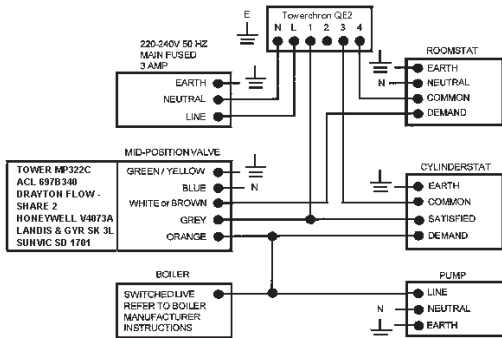 Towerchron QE2
E
N L 1 2 3 4
220-240V 50 HZ
MAIN FUSED
3 AMP
EARTH
NEUTRAL
LINE
ROOMSTAT
EARTH
N
NEUTRAL
COMMON
DEMAND
MID-POSITION VALVE
TOWER MP322C
ACL 697B340
DRAYTON FLOW -
SHARE 2
HONEYWELL V4073A
LANDIS & GYR SK 3L
SUNVIC SD 1701
GREEN / YELLOW
BLUE
N
WHITE or BROWN
GREY
ORANGE
CYLINDERSTAT
EARTH
COMMON
SATISFIED
DEMAND
BOILER
SWITCHED LIVE
REFER TO BOILER
MANUFACTURER
INSTRUCTIONS
PUMP
LINE
N
NEUTRAL
EARTH